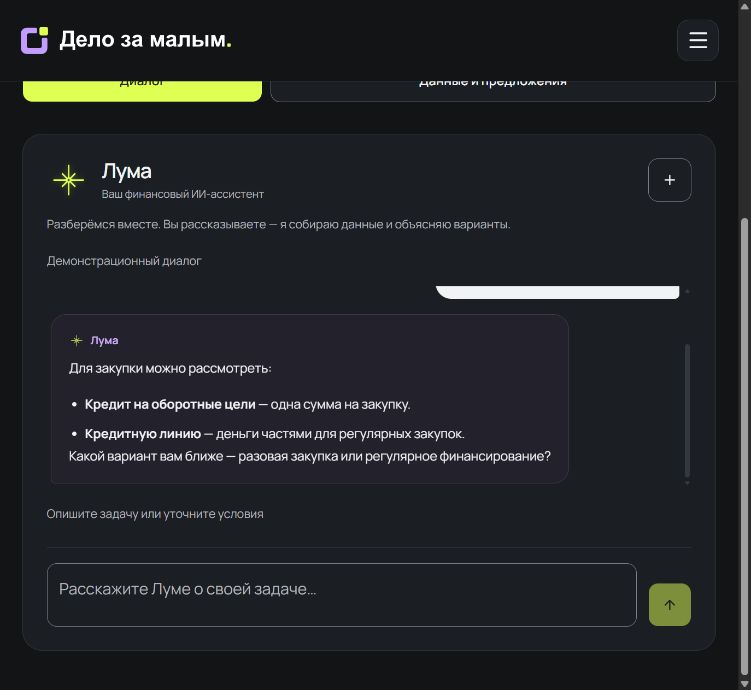 Дело за малым.
Диалог
Данные и предложения
Лума
Ваш финансовый ИИ-ассистент
+
Разберёмся вместе. Вы рассказываете — я собираю данные и объясняю варианты.
Демонстрационный диалог
Лума
Для закупки можно рассмотреть:
• Кредит на оборотные цели — одна сумма на закупку.
• Кредитную линию — деньги частями для регулярных закупок.
Какой вариант вам ближе — разовая закупка или регулярное финансирование?
Опишите задачу или уточните условия
Расскажите Луме о своей задаче...